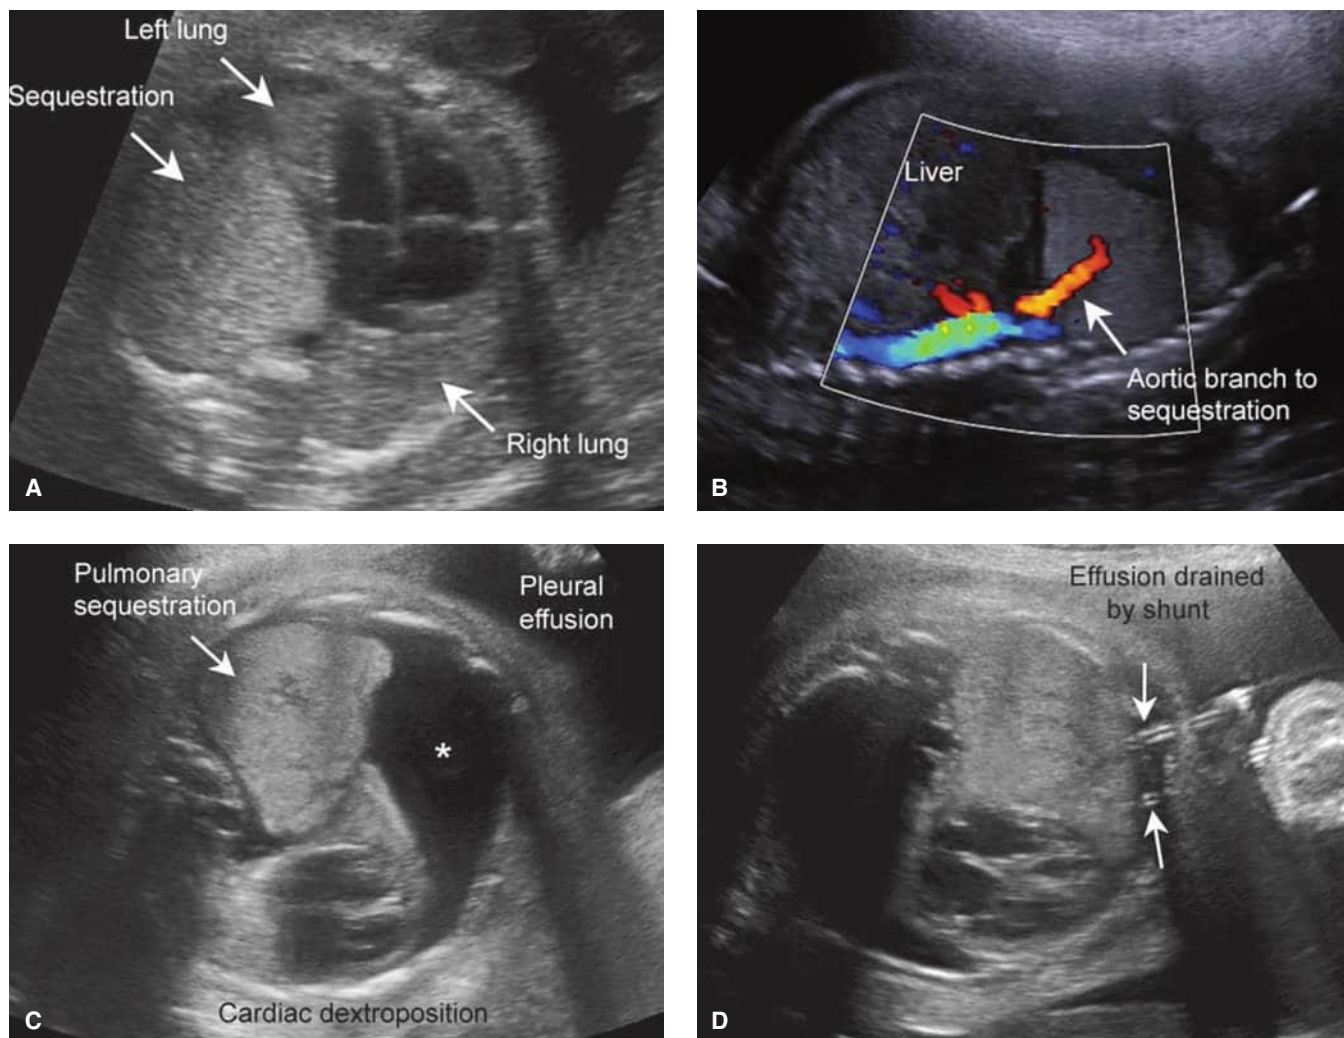 Left lung
Sequestration
Right lung
A
Liver
Aortic branch to
sequestration
B
Pulmonary
sequestration
Pleural
effusion
*
Cardiac dextroposition
C
Effusion drained
by shunt
D